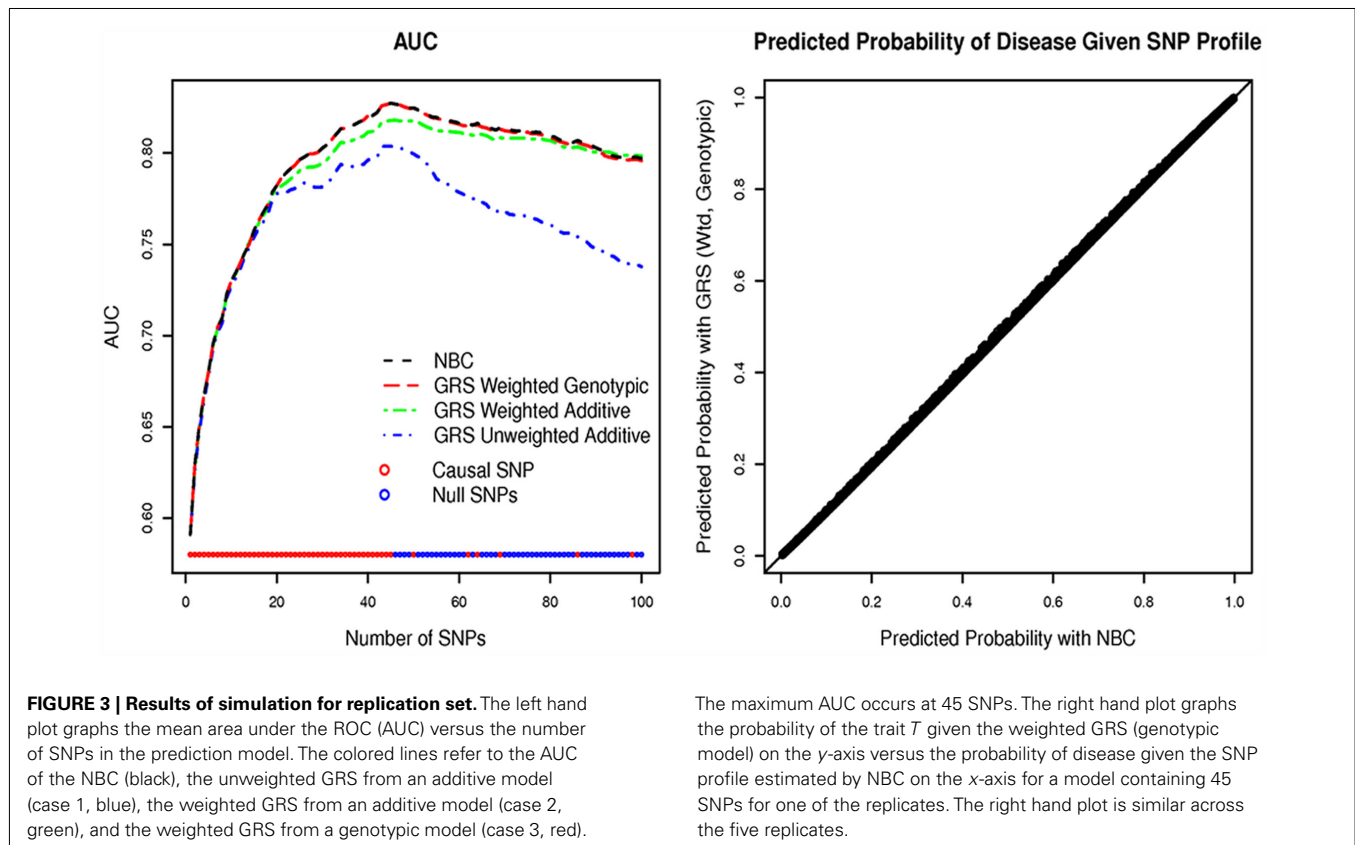 AUC
AUC
0.60 0.65 0.70 0.75 0.80
NBC
GRS Weighted Genotypic
GRS Weighted Additive
GRS Unweighted Additive
Causal SNP
Null SNPs
0 20 40 60 80 100
Number of SNPs
Predicted Probability of Disease Given SNP Profile
Predicted Probability with GRS (Wtd, Genotypic)
0.0 0.2 0.4 0.6 0.8 1.0
0.0 0.2 0.4 0.6 0.8 1.0
Predicted Probability with NBC
FIGURE 3 | Results of simulation for replication set. The left hand
plot graphs the mean area under the ROC (AUC) versus the number
of SNPs in the prediction model. The colored lines refer to the AUC
of the NBC (black), the unweighted GRS from an additive model
(case 1, blue), the weighted GRS from an additive model (case 2,
green), and the weighted GRS from a genotypic model (case 3, red).
The maximum AUC occurs at 45 SNPs. The right hand plot graphs
the probability of the trait T given the weighted GRS (genotypic
model) on the y-axis versus the probability of disease given the SNP
profile estimated by NBC on the x-axis for a model containing 45
SNPs for one of the replicates. The right hand plot is similar across
the five replicates.